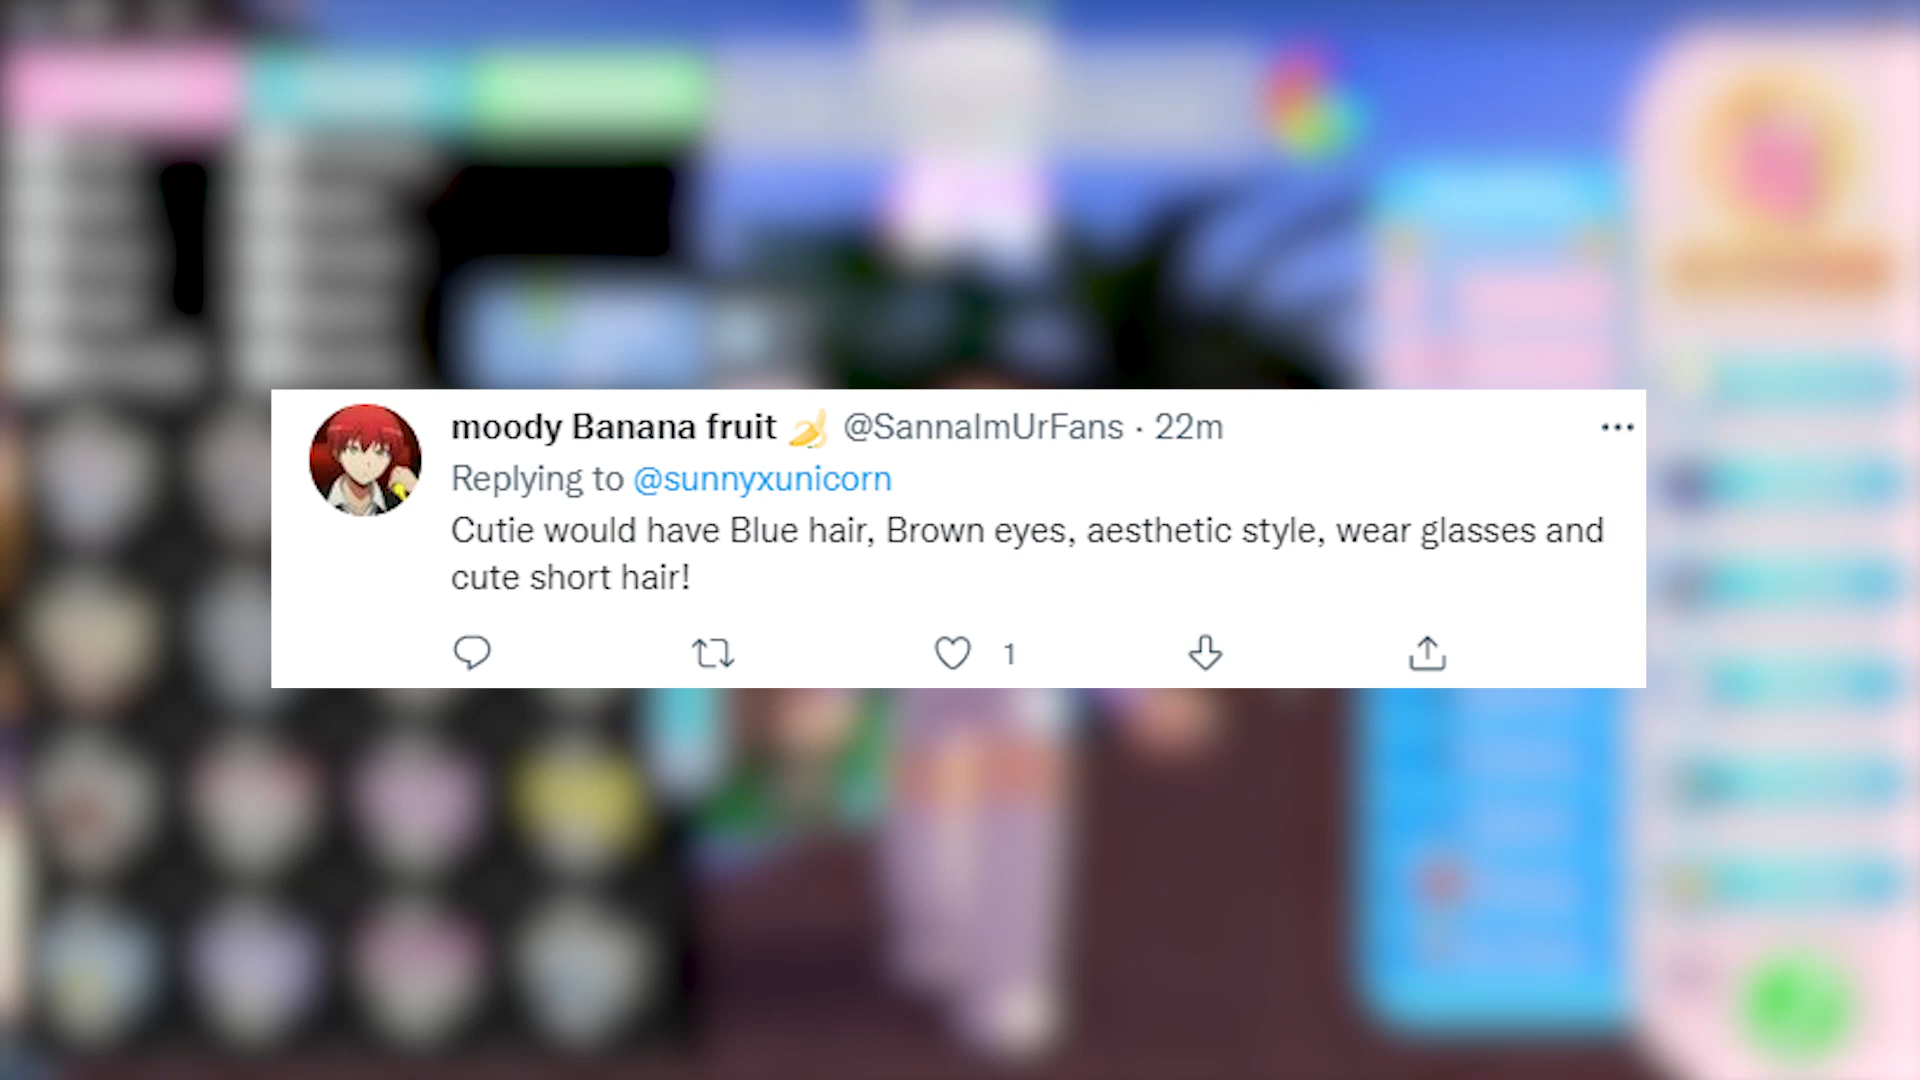 moody Banana fruit 🍌 @SannaImUrFans · 22m
Replying to @sunnyxunicorn
Cutie would have Blue hair, Brown eyes, aesthetic style, wear glasses and
cute short hair!
1